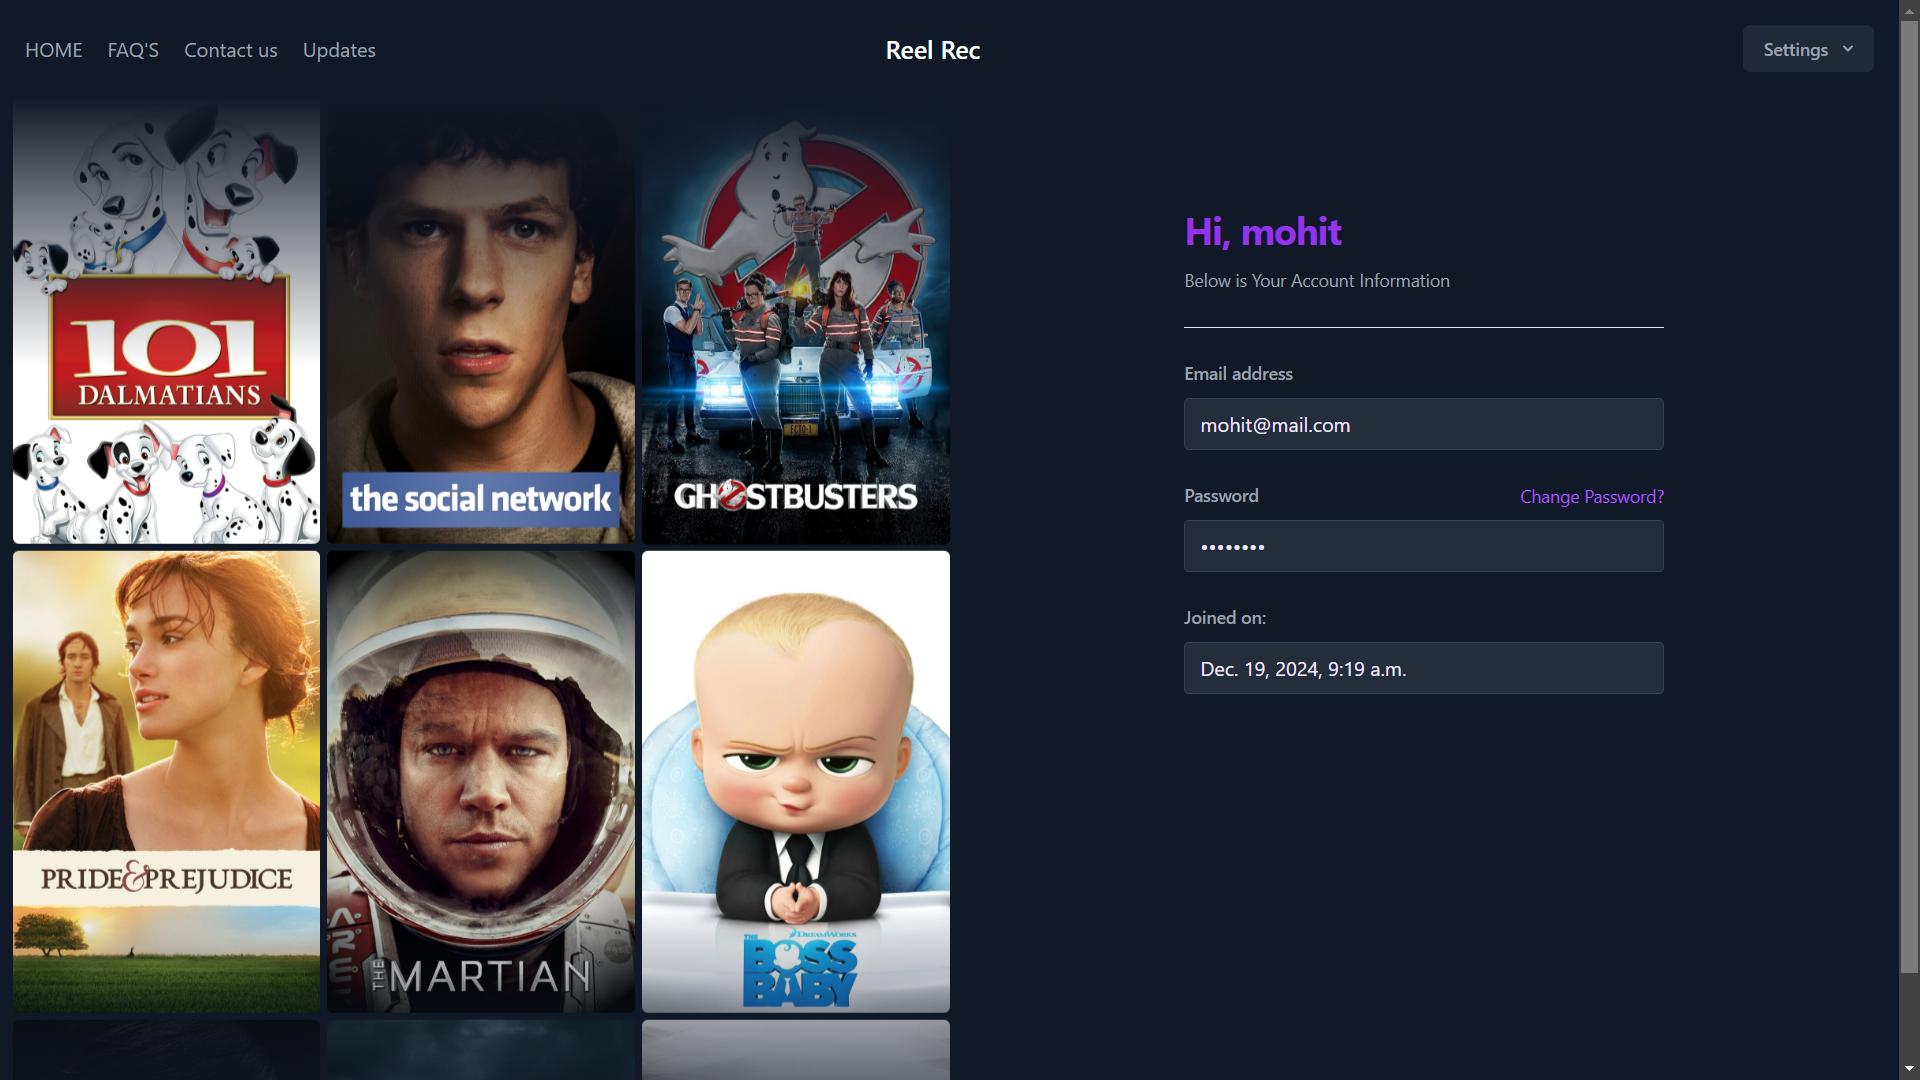 HOME FAQ'S Contact us Updates
Reel Rec
Settings
101
DALMATIANS
the social network
ECTO-1
GHOSTBUSTERS
PRIDE & PREJUDICE
THE MARTIAN
DREAMWORKS
THE
BOSS
BABY
Hi, mohit
Below is Your Account Information
Email address
mohit@mail.com
Password
Change Password?
••••••••
Joined on:
Dec. 19, 2024, 9:19 a.m.